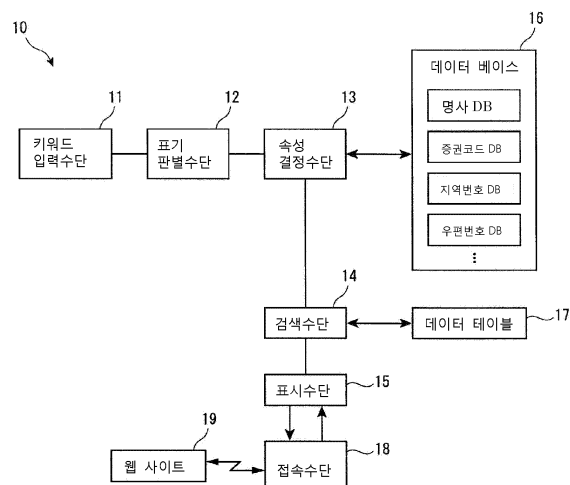 10
16
데이터 베이스
명사 DB
증권코드 DB
지역번호 DB
우편번호 DB
11
12
13
키워드
입력수단
표기
판별수단
속성
결정수단
14
검색수단
데이터 테이블
17
표시수단
15
19
웹 사이트
접속수단
18